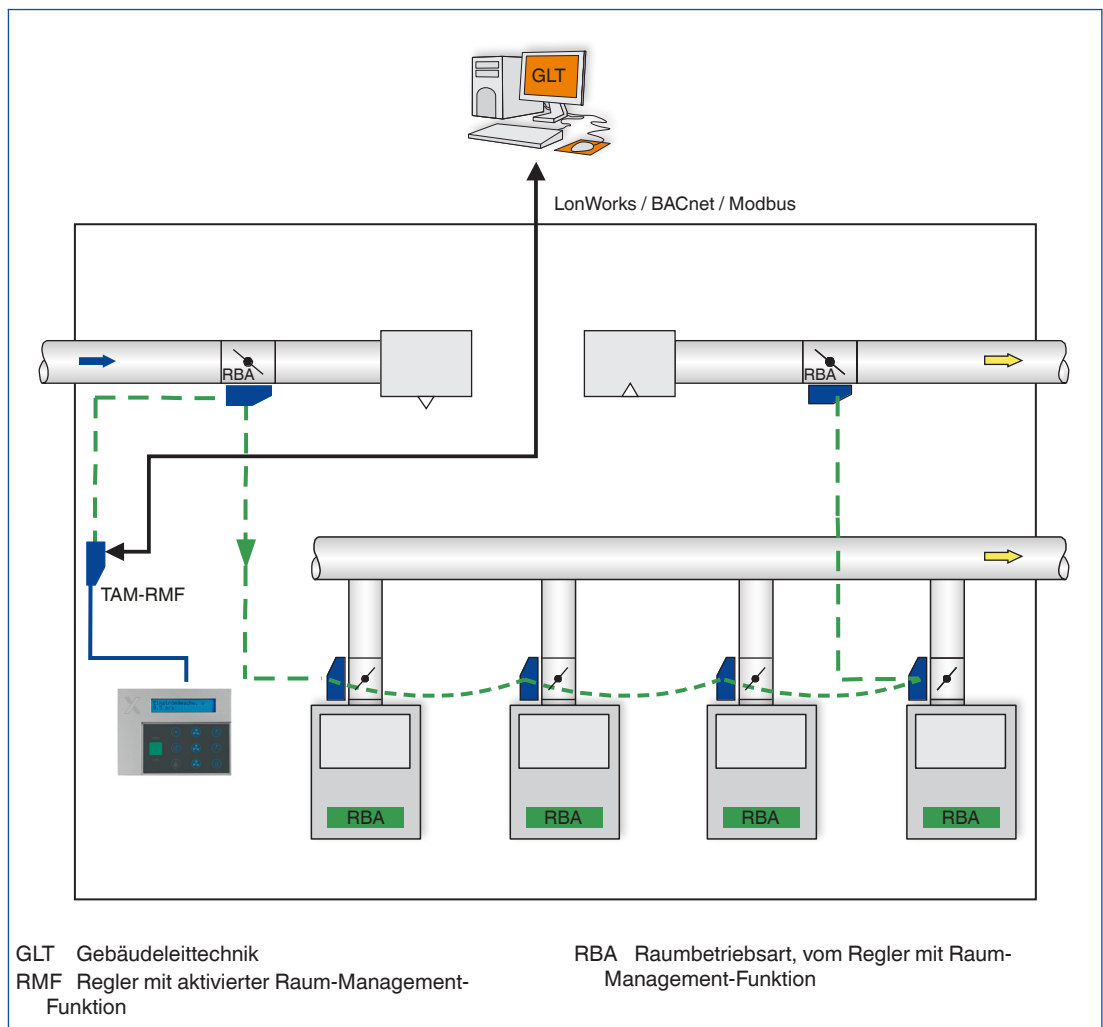 GLT
LonWorks / BACnet / Modbus
RBA
RBA
TAM-RMF
RBA
RBA
RBA
RBA
GLT Gebäudeleittechnik
RMF Regler mit aktivierter Raum-Management-
Funktion
RBA Raumbetriebsart, vom Regler mit Raum-
Management-Funktion